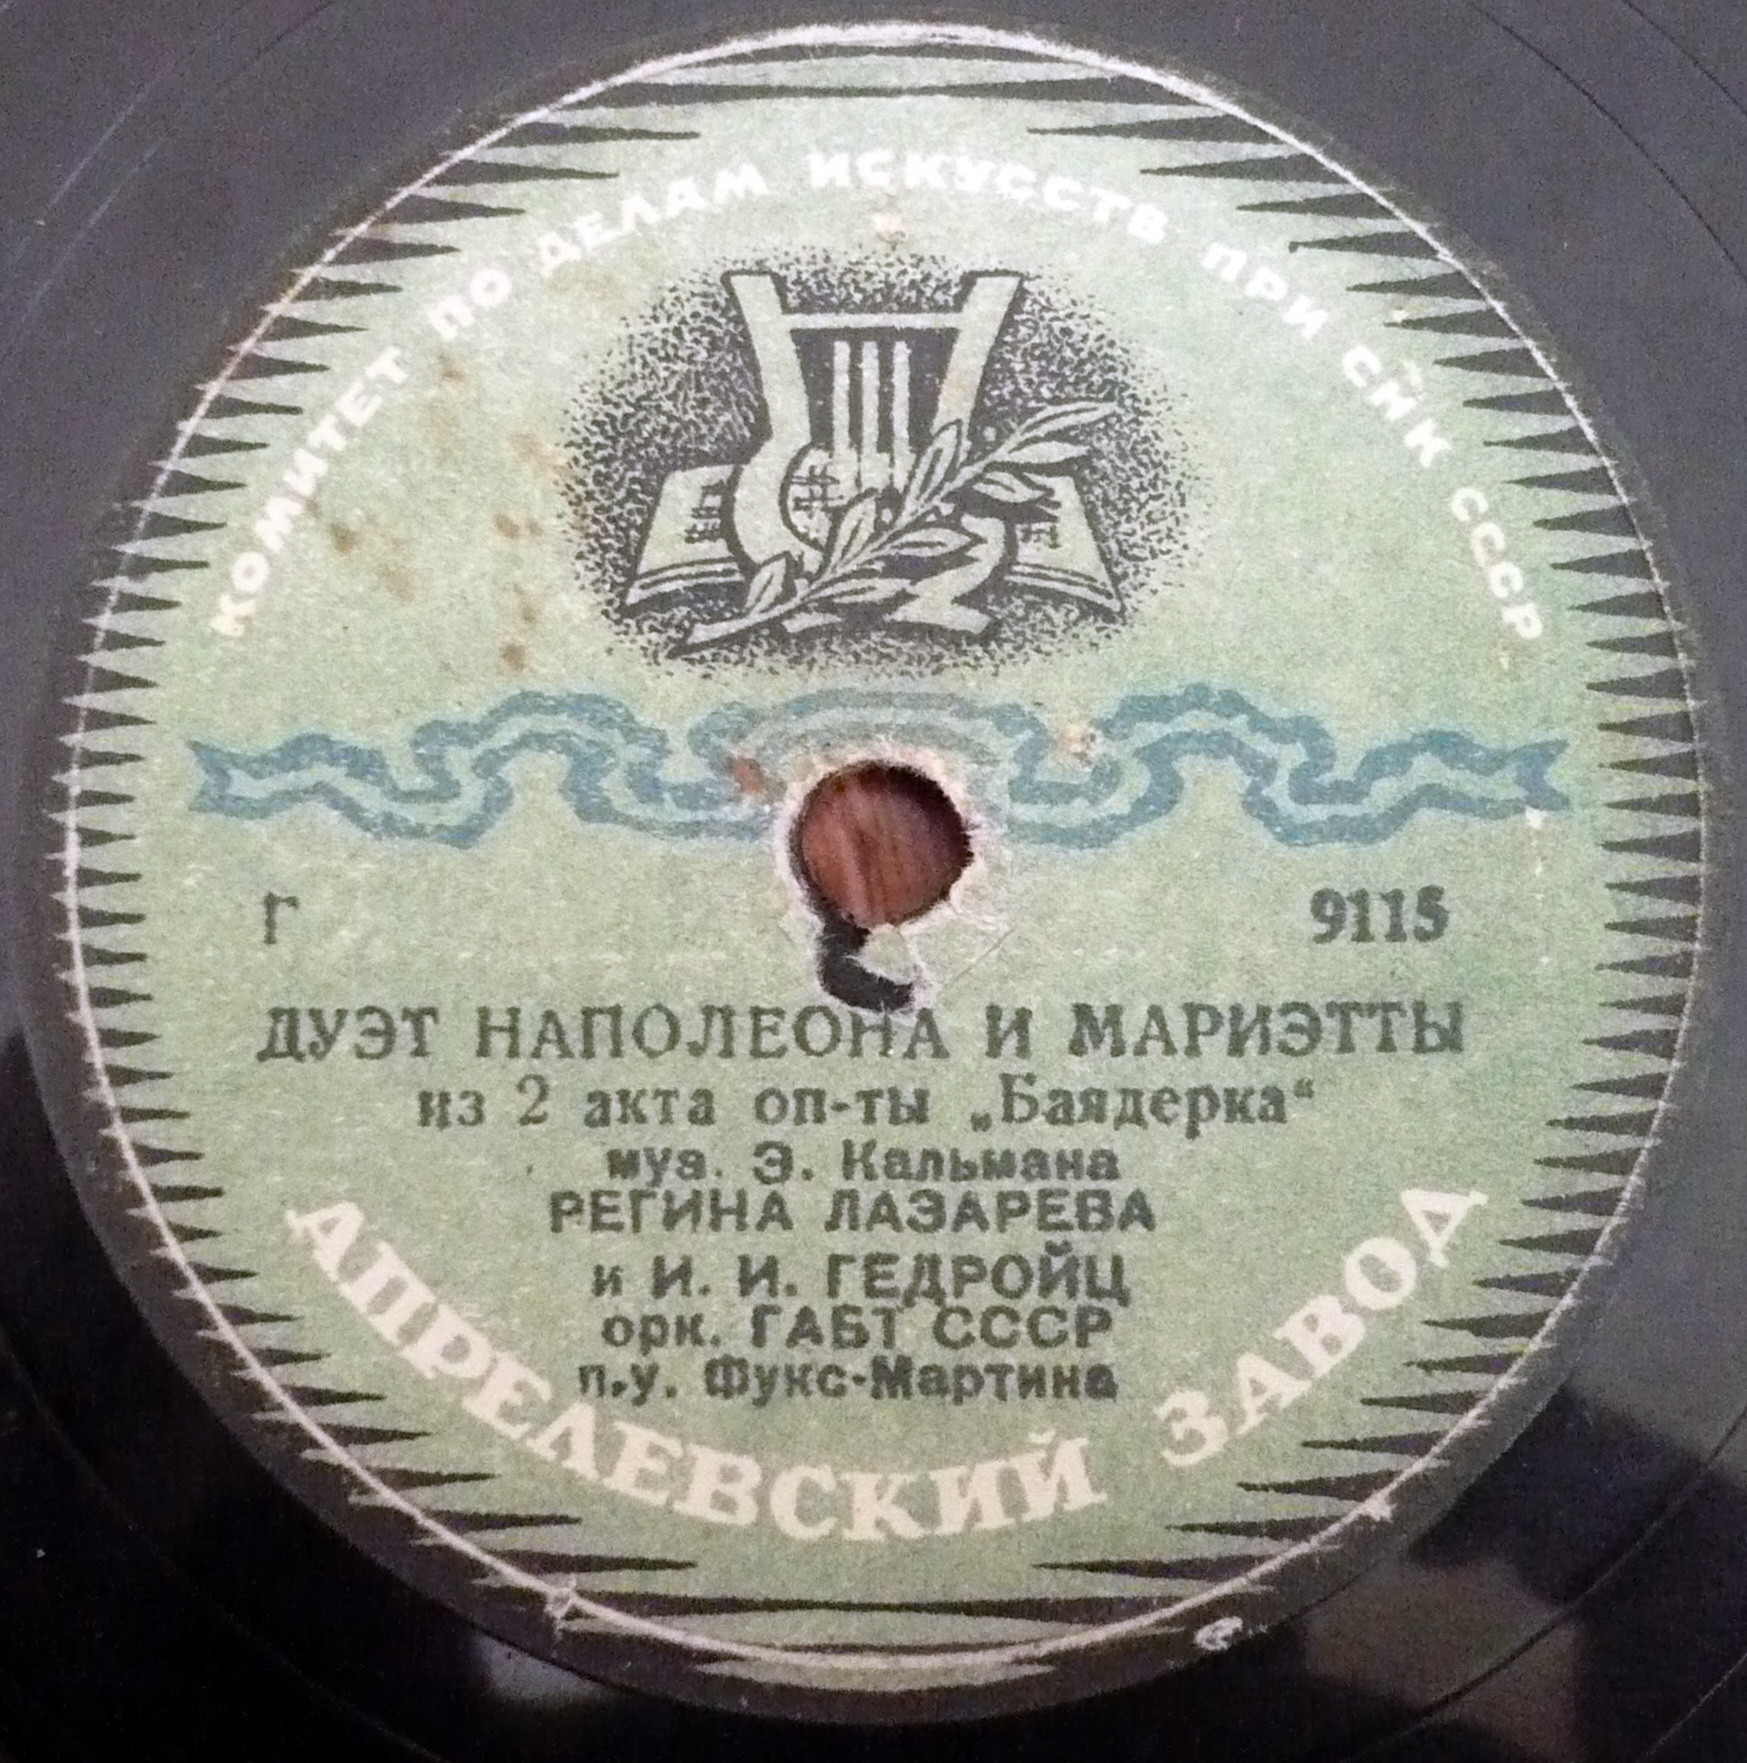 КОМИТЕТ ПО ДЕЛАМ ИСКУССТВ ПРИ СНК СССР
Г 9115
ДУЭТ НАПОЛЕОНА И МАРИЭТТЫ
из 2 акта оп-ты „Баядерка“
муз. Э. Кальмана
РЕГИНА ЛАЗАРЕВА
и И. И. ГЕДРОЙЦ
орк. ГАБТ СССР
п.у. Фукс-Мартина
АПРЕЛЕВСКИЙ ЗАВОД